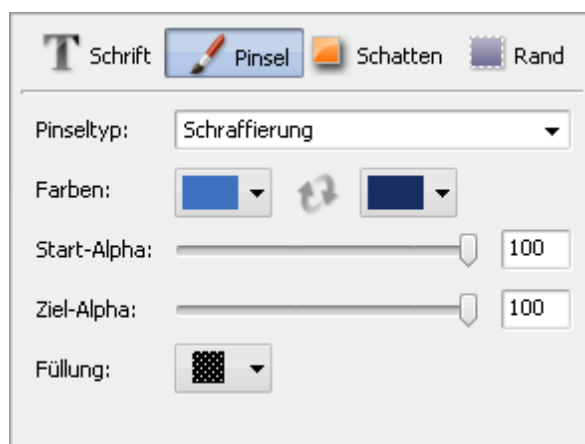 Schrift Pinsel Schatten Rand
Pinseltyp: Schraffierung
Farben:
Start-Alpha: 100
Ziel-Alpha: 100
Füllung: